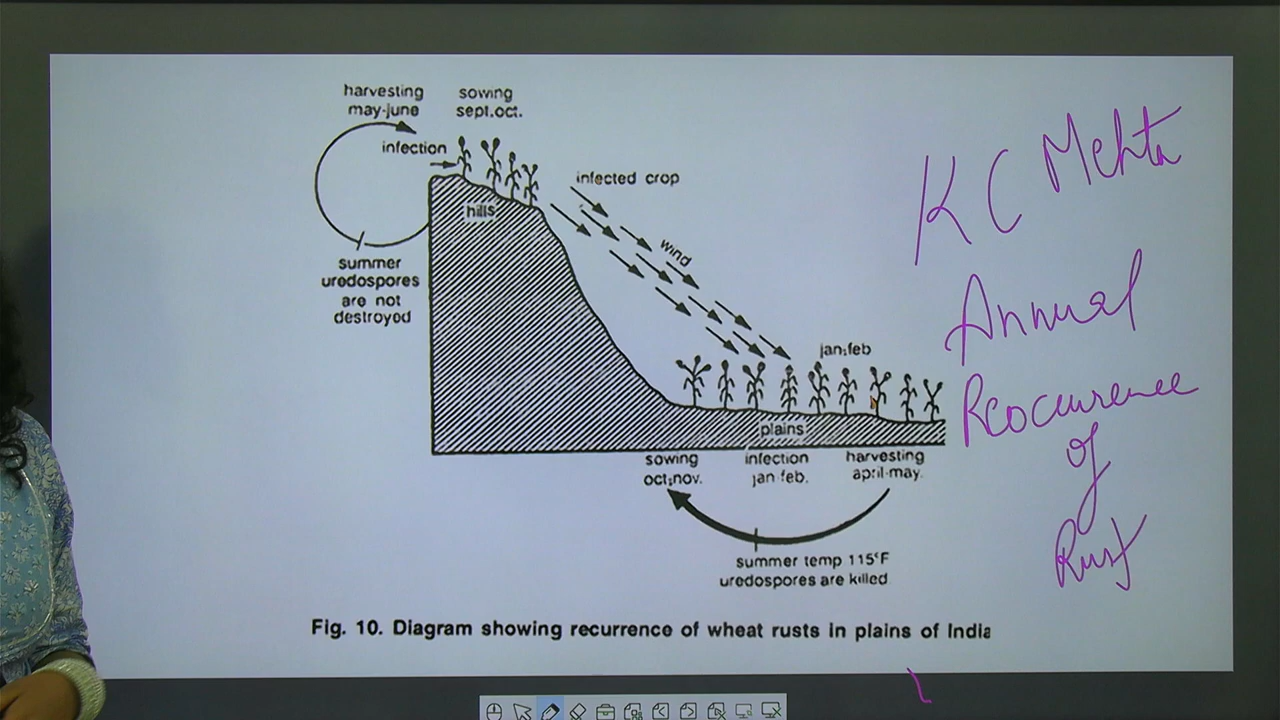 harvesting
may-june
sowing
sept.oct.
infection
infected crop
hills
wind
summer
uredospores
are not
destroyed
jan.feb
plains
sowing
oct.nov.
infection
jan feb.
harvesting
april-may.
summer temp 115°F
uredospores are killed
Fig. 10. Diagram showing recurrence of wheat rusts in plains of India
K C Mehta
Annual
Reocurence
of
Rust